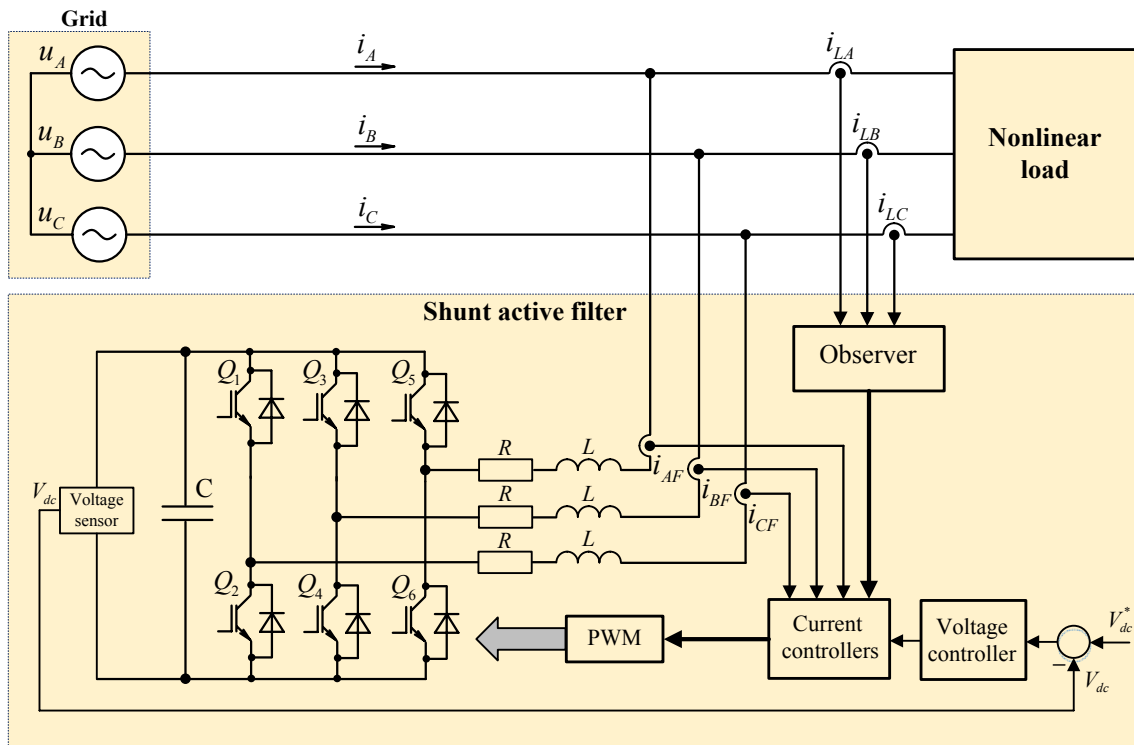 Grid
u_A
i_A
i_LA
u_B
i_B
i_LB
Nonlinear
load
u_C
i_C
i_LC
Shunt active filter
Observer
Q_1
Q_3
Q_5
R
L
i_AF
V_dc
Voltage
sensor
C
R
L
i_BF
i_CF
R
L
Q_2
Q_4
Q_6
PWM
Current
controllers
Voltage
controller
V*_dc
−
V_dc